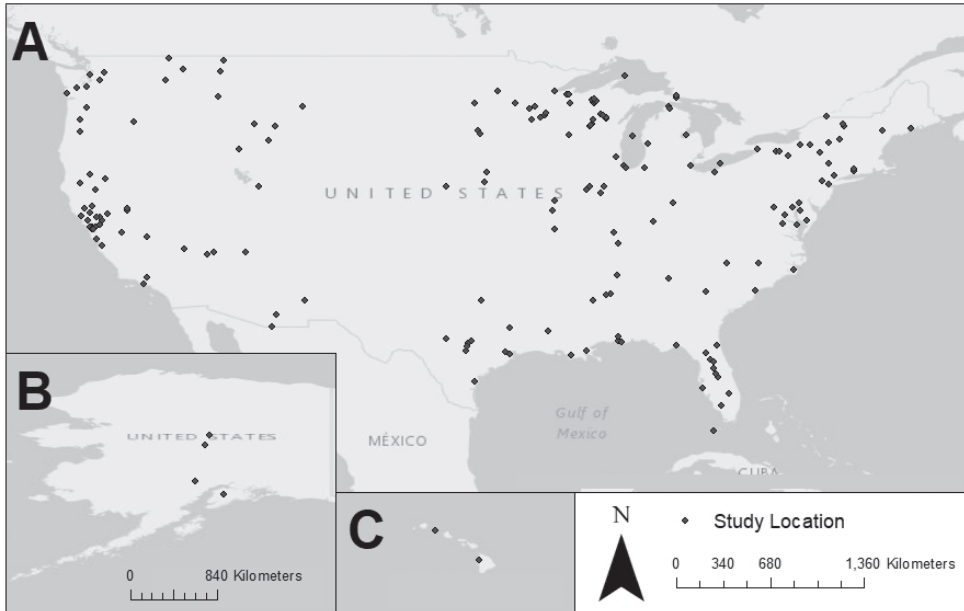 A
UNITED STATES
Gulf of
Mexico
MÉXICO
CUBA
B
UNITED STATES
0 840 Kilometers
C
N
Study Location
0 340 680 1,360 Kilometers